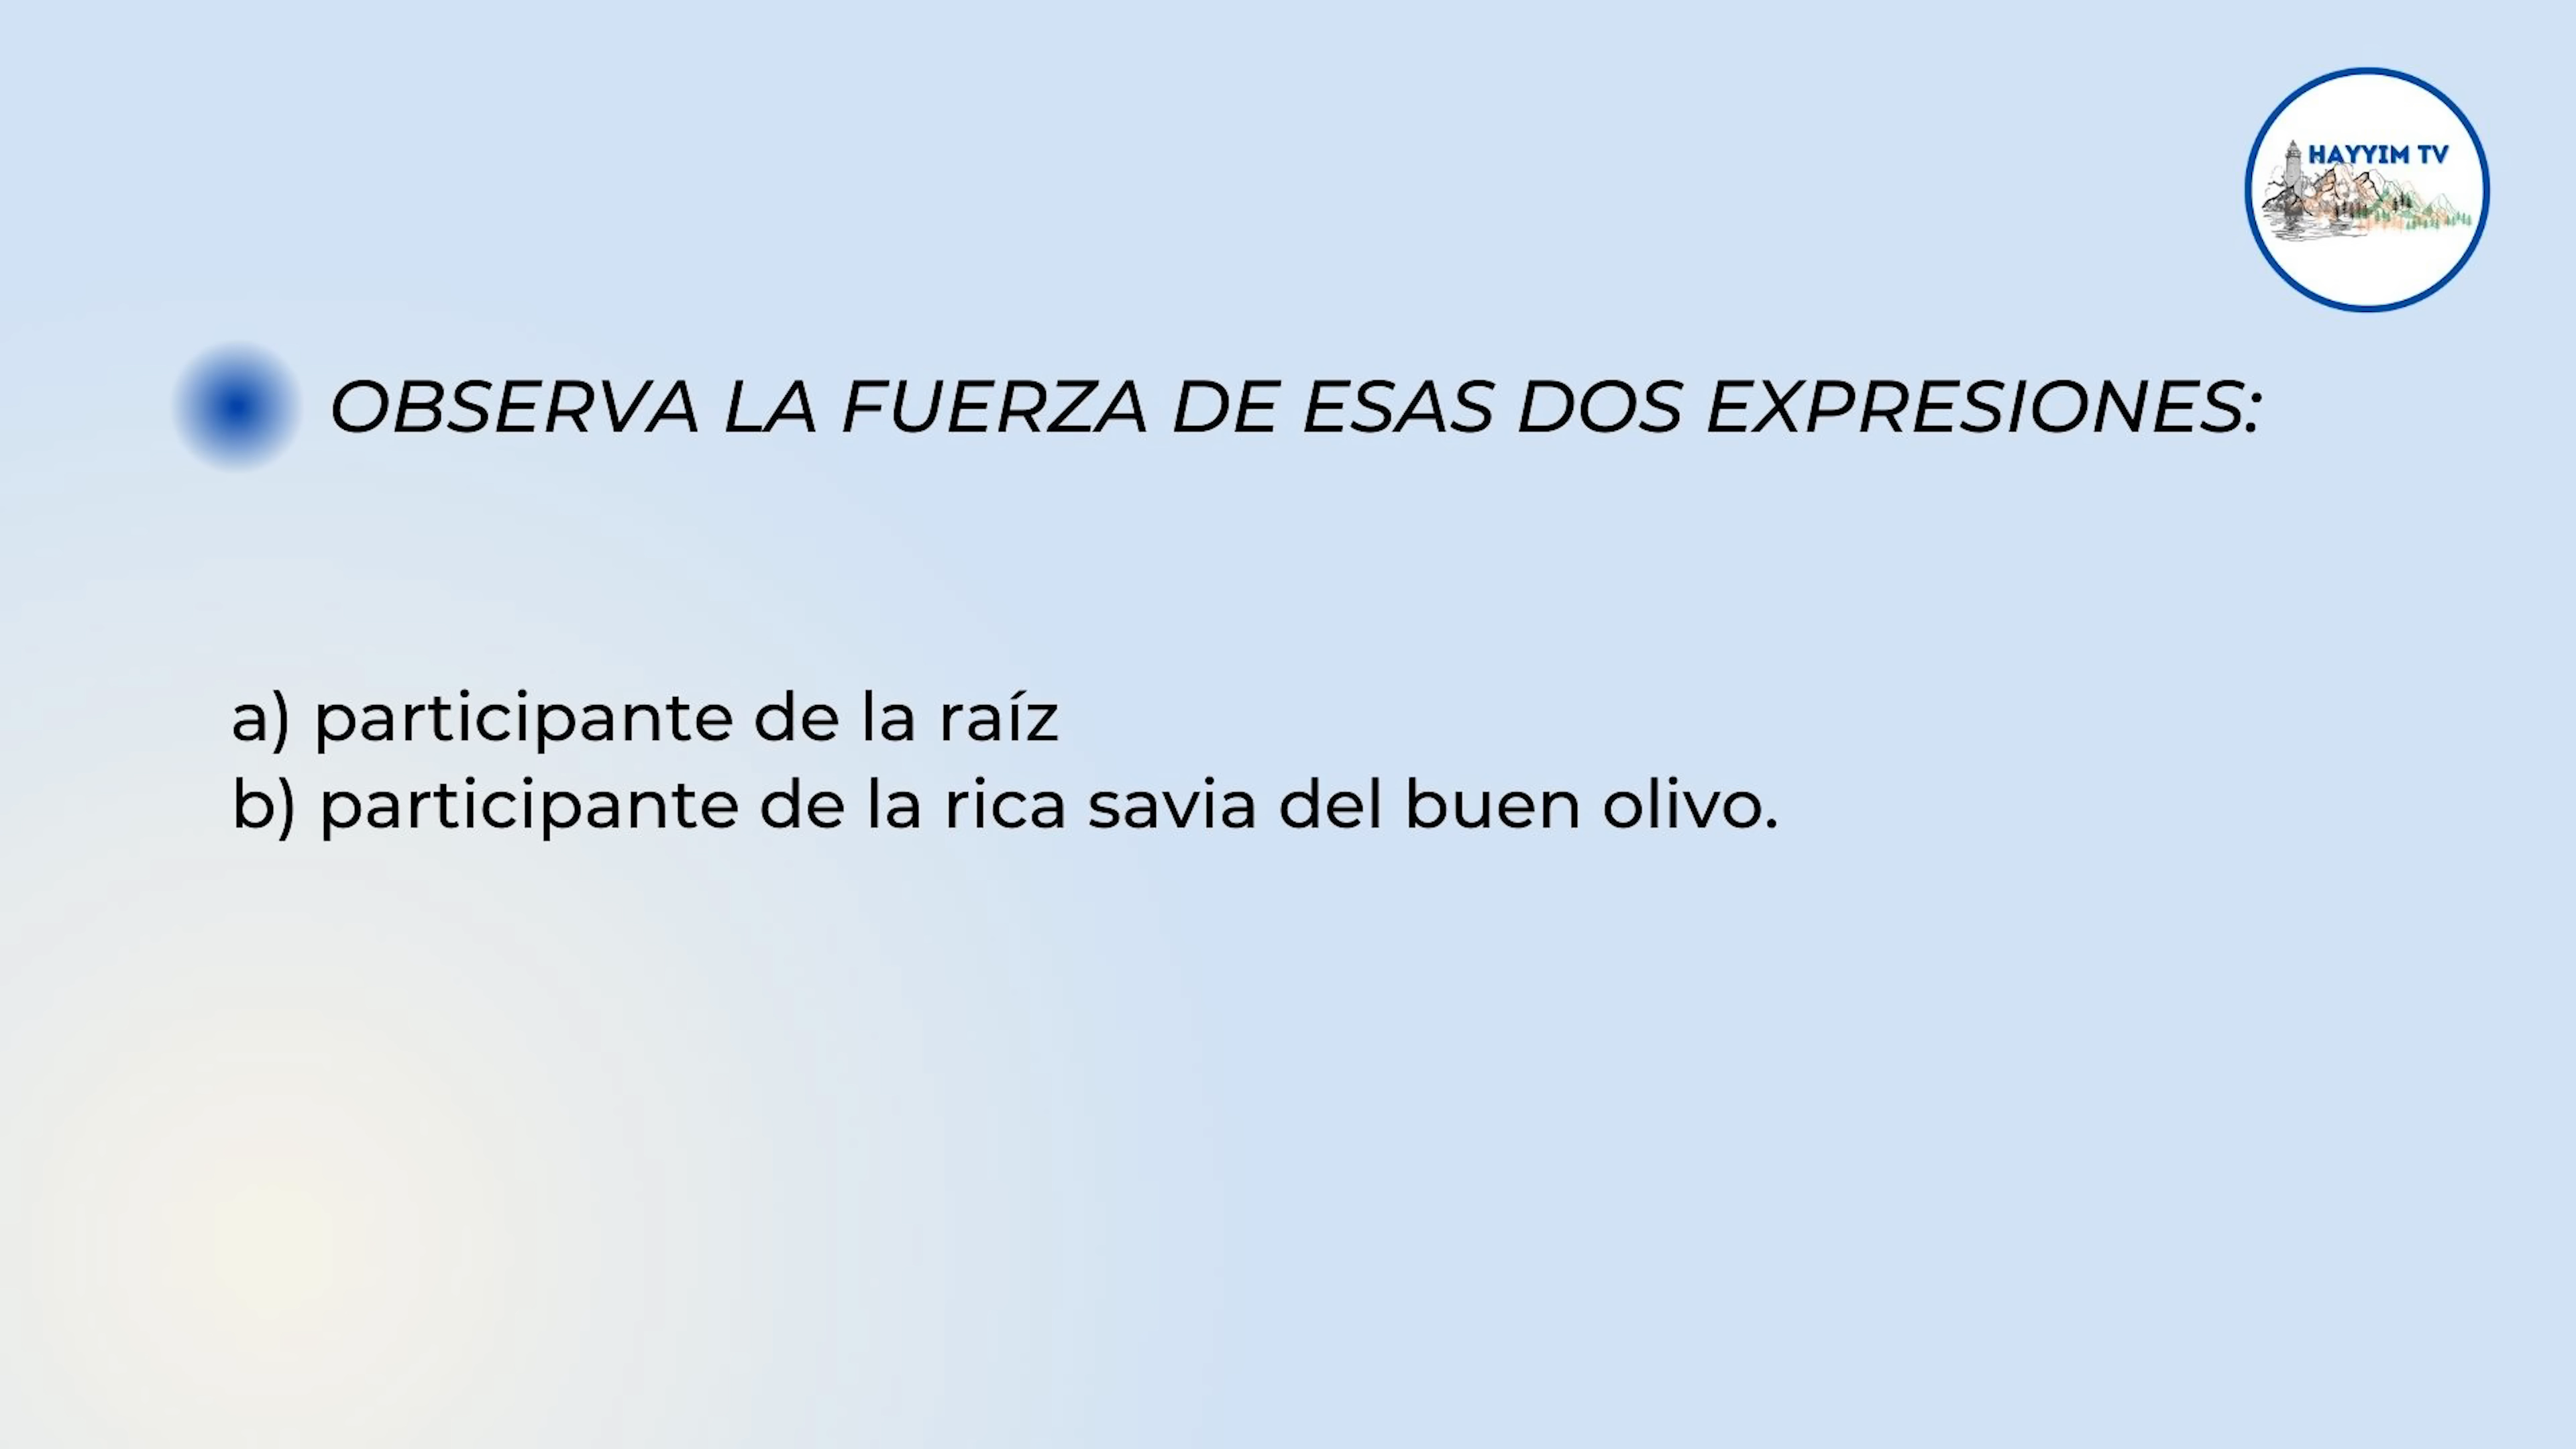 HAYYIM TV
OBSERVA LA FUERZA DE ESAS DOS EXPRESIONES:
a) participante de la raíz
b) participante de la rica savia del buen olivo.